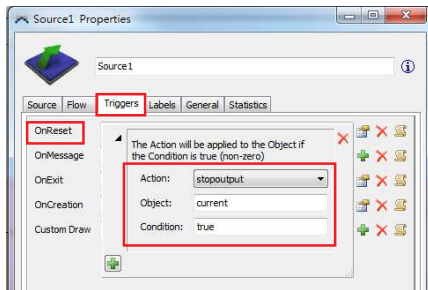 Source1 Properties
Source1
Source Flow Triggers Labels General Statistics
OnReset
OnMessage
OnExit
OnCreation
Custom Draw
The Action will be applied to the Object if
the Condition is true (non-zero)
Action: stopoutput
Object: current
Condition: true